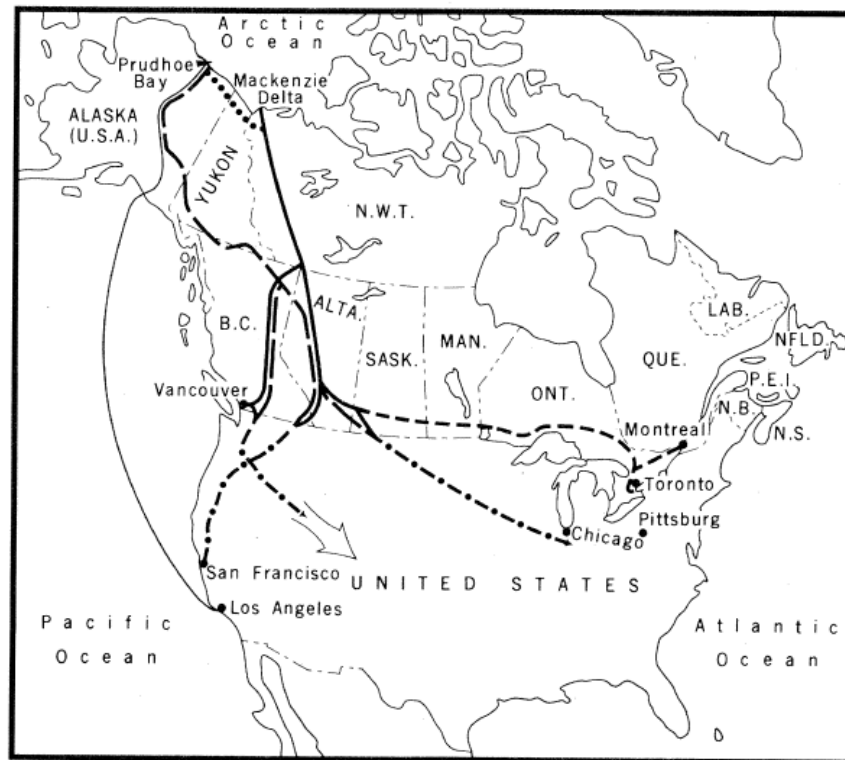 Arctic
Ocean
Prudhoe
Bay
Mackenzie
Delta
ALASKA
(U.S.A.)
YUKON
N.W.T.
B.C.
ALTA.
SASK.
MAN.
ONT.
QUE.
LAB.
NFLD.
P.E.I.
N.B.
N.S.
Vancouver
Montreal
Toronto
Chicago
Pittsburg
San Francisco
Los Angeles
UNITED STATES
Pacific
Ocean
Atlantic
Ocean